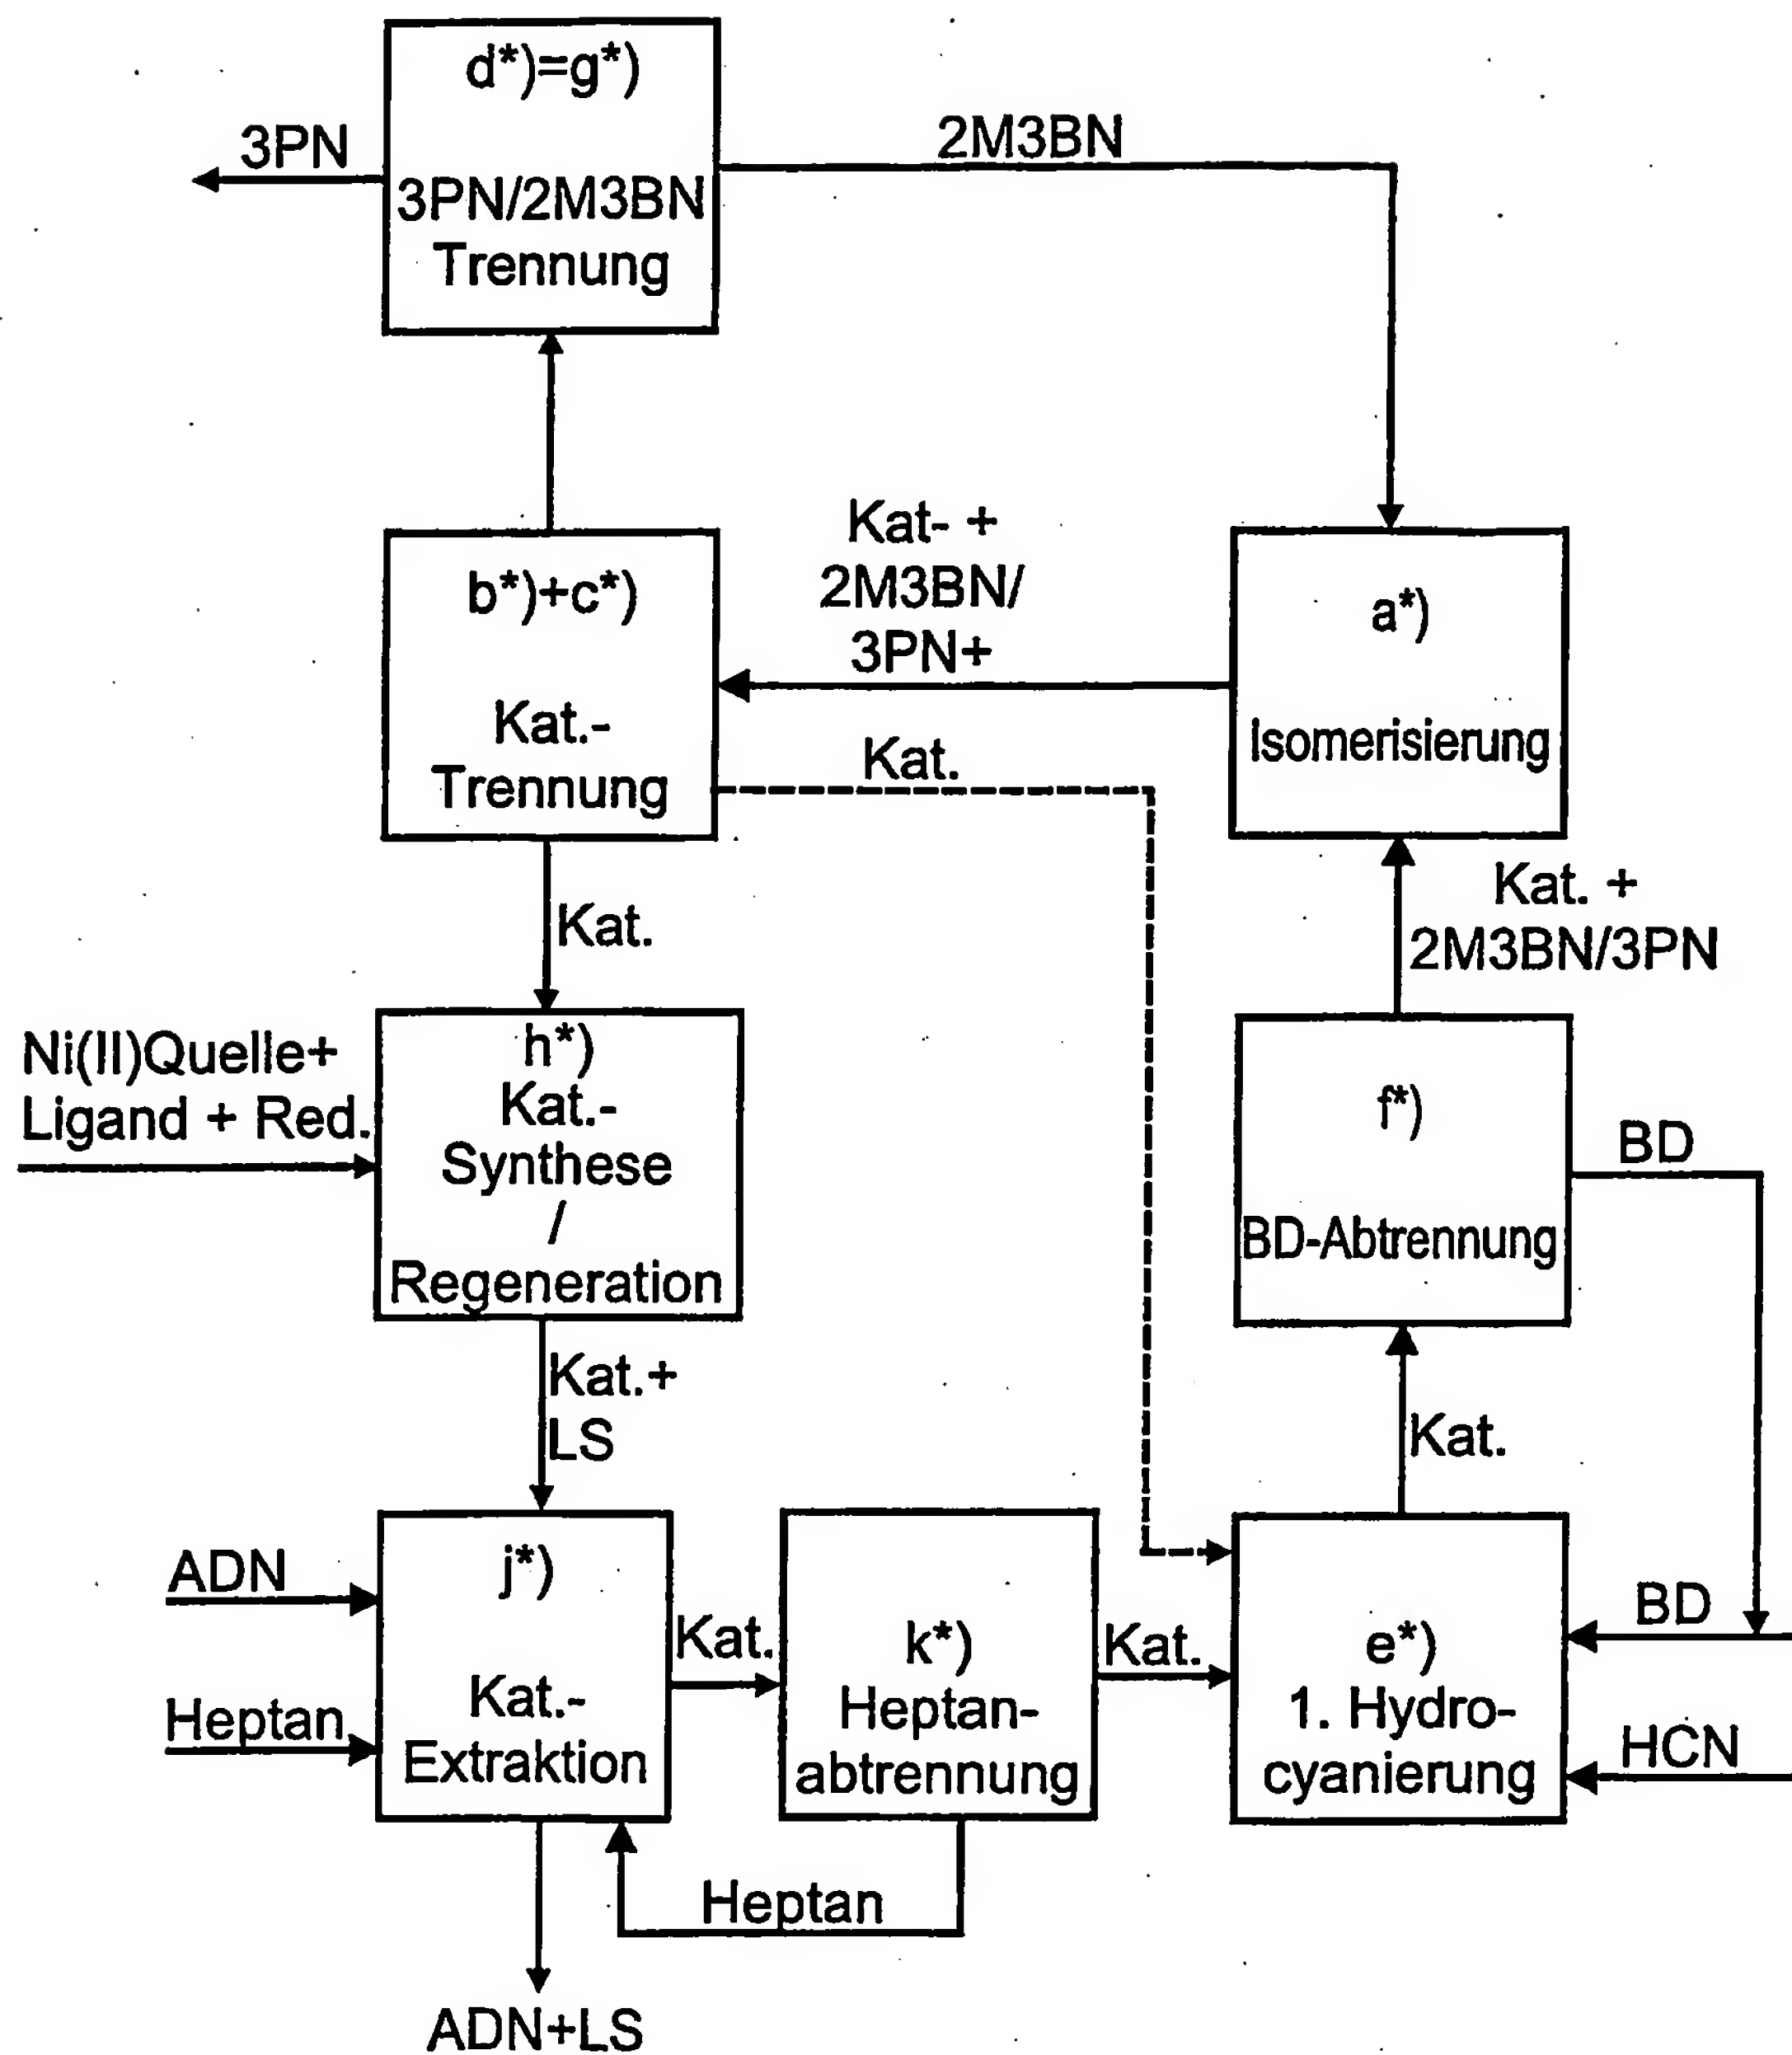 d*)=g*)
3PN/2M3BN
Trennung
3PN
2M3BN
b*)+c*)
Kat.-
Trennung
Kat- +
2M3BN/
3PN+
a*)
Isomerisierung
Kat.
Kat.
Kat. +
2M3BN/3PN
Ni(II)Quelle+
Ligand + Red.
h*)
Kat.-
Synthese
/
Regeneration
f*)
BD-Abtrennung
BD
Kat.+
LS
Kat.
ADN
Heptan
j*)
Kat.-
Extraktion
Kat.
k*)
Heptan-
abtrennung
Kat.
e*)
1. Hydro-
cyanierung
BD
HCN
Heptan
ADN+LS